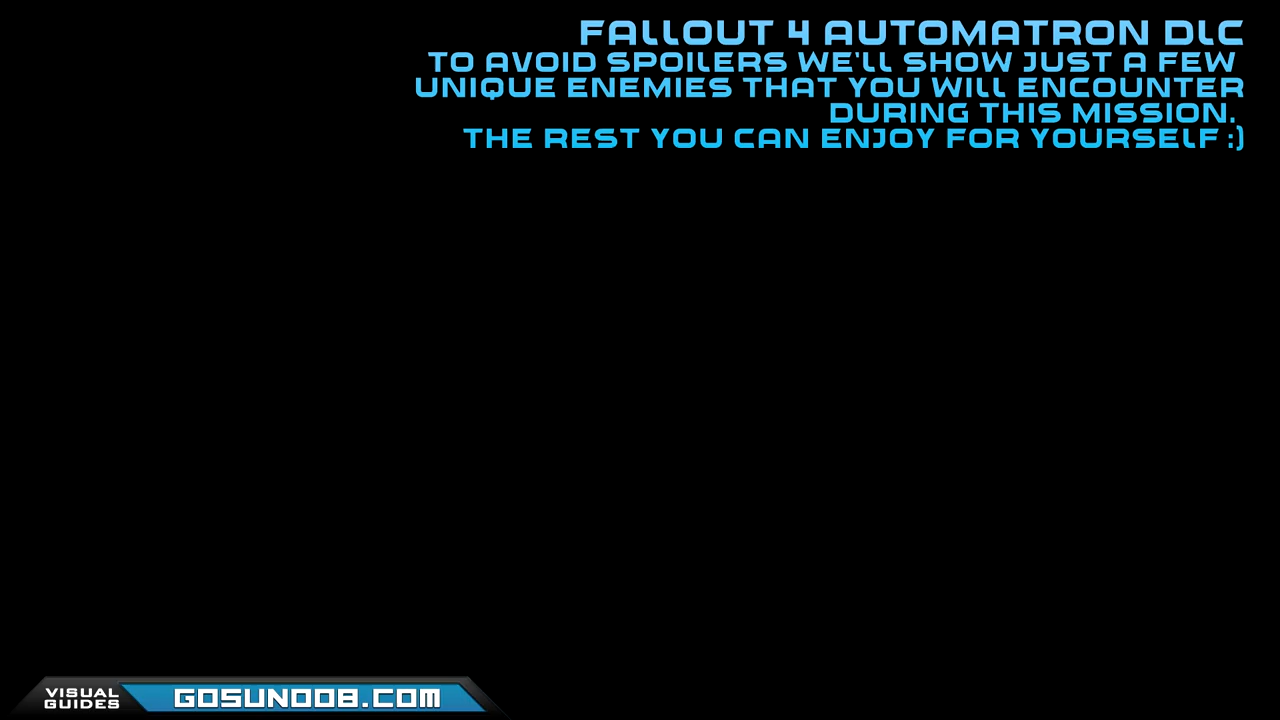 FALLOUT 4 AUTOMATRON DLC
TO AVOID SPOILERS WE'LL SHOW JUST A FEW
UNIQUE ENEMIES THAT YOU WILL ENCOUNTER
DURING THIS MISSION.
THE REST YOU CAN ENJOY FOR YOURSELF :)
VISUAL
GUIDES
GOSUNOOB.COM